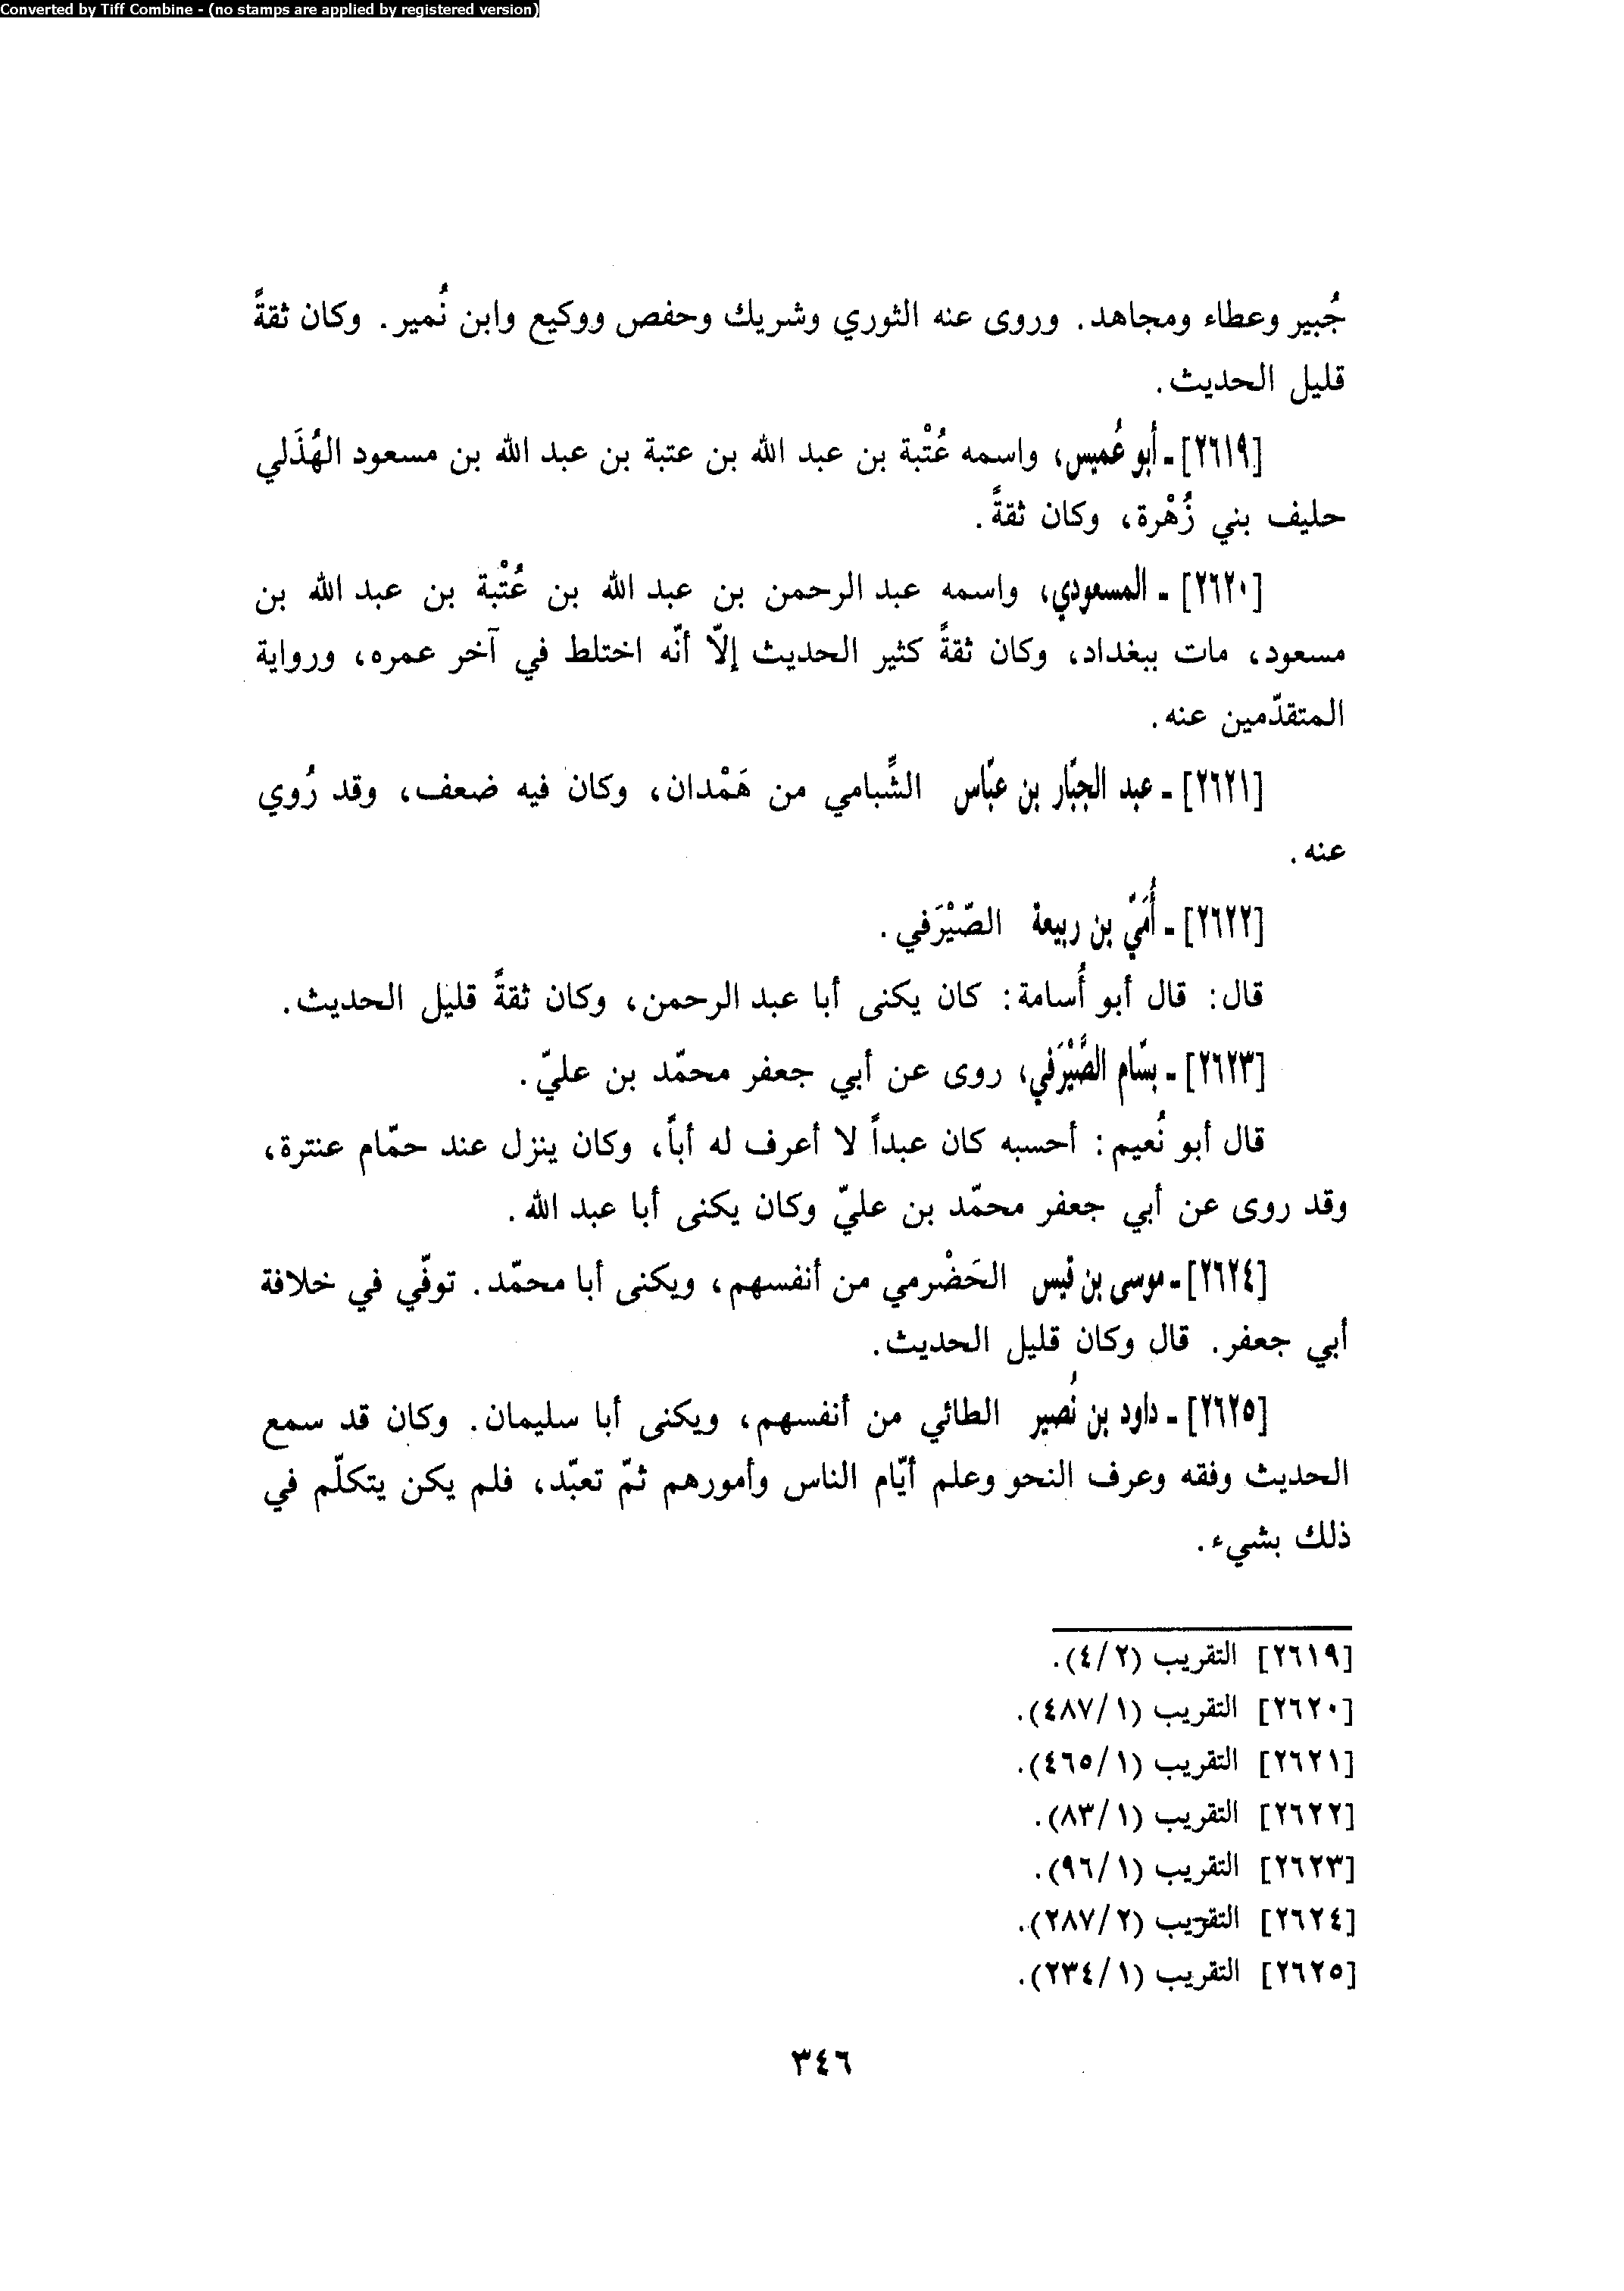 Converted by Tiff Combine - (no stamps are applied by registered version)
جُبير وعطاء ومجاهد. وروى عنه الثوري وشريك وحفص ووكيع وابن نُمير. وكان ثقةً
قليل الحديث.
[٢٦١٩] - أبو عُميس، واسمه عُتْبة بن عبد الله بن عتبة بن عبد الله بن مسعود الهُذَلي
حليف بني زُهْرة، وكان ثقةً.
[٢٦٢٠] - المسعودي، واسمه عبد الرحمن بن عبد الله بن عُتْبة بن عبد الله بن
مسعود، مات ببغداد، وكان ثقةً كثير الحديث إلاّ أنّه اختلط في آخر عمره، ورواية
المتقدّمين عنه.
[٢٦٢١] - عبد الجبّار بن عبّاس الشِّبامي من هَمْدان، وكان فيه ضعف، وقد رُوي
عنه.
[٢٦٢٢] - أُمَيّ بن ربيعة الصّيْرَفي.
قال: قال أبو أُسامة: كان يكنى أبا عبد الرحمن، وكان ثقةً قليل الحديث.
[٢٦٢٣] - بسّام الصَّيْرَفي، روى عن أبي جعفر محمّد بن عليّ.
قال أبو نُعيم: أحسبه كان عبداً لا أعرف له أباً، وكان ينزل عند حمّام عنترة،
وقد روى عن أبي جعفر محمّد بن عليّ وكان يكنى أبا عبد الله.
[٢٦٢٤] - موسى بن قيس الحَضْرمي من أنفسهم، ويكنى أبا محمّد. توفّي في خلافة
أبي جعفر. قال وكان قليل الحديث.
[٢٦٢٥] - داود بن نُصير الطائي من أنفسهم، ويكنى أبا سليمان. وكان قد سمع
الحديث وفقه وعرف النحو وعلم أيّام الناس وأمورهم ثمّ تعبّد، فلم يكن يتكلّم في
ذلك بشيء.
[٢٦١٩] التقريب (٤/٢).
[٢٦٢٠] التقريب (٤٨٧/١).
[٢٦٢١] التقريب (٤٦٥/١).
[٢٦٢٢] التقريب (٨٣/١).
[٢٦٢٣] التقريب (٩٦/١).
[٢٦٢٤] التقريب (٢٨٧/٢).
[٢٦٢٥] التقريب (٢٣٤/١).
٣٤٦